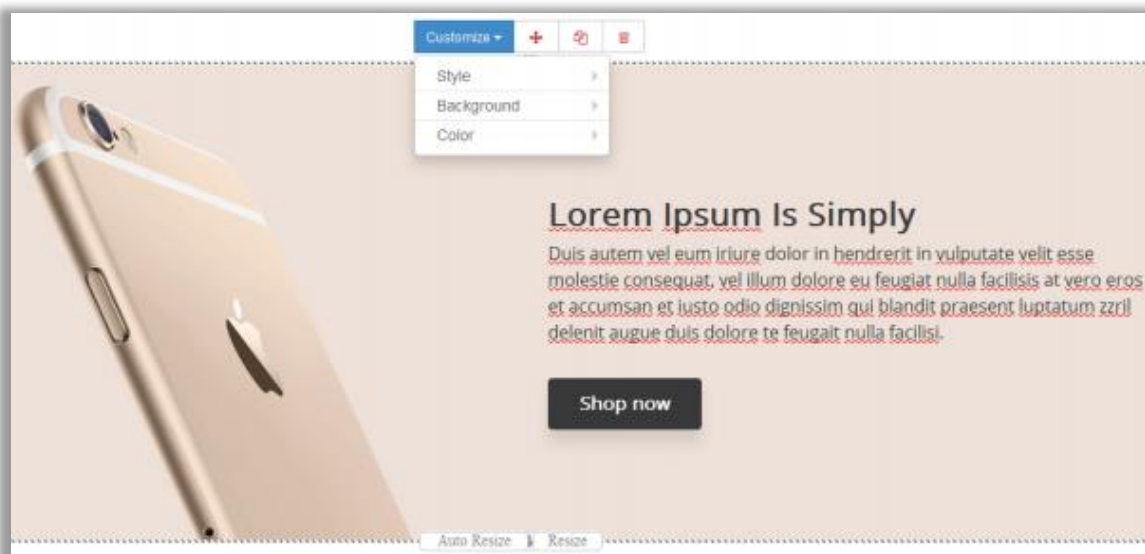 Customize
Style
Background
Color
Lorem Ipsum Is Simply
Duis autem vel eum iriure dolor in hendrerit in vulputate velit esse
molestie consequat, vel illum dolore eu feugiat nulla facilisis at vero eros
et accumsan et iusto odio dignissim qui blandit praesent luptatum zzril
delenit augue duis dolore te feugait nulla facilisi.
Shop now
Auto Resize Resize